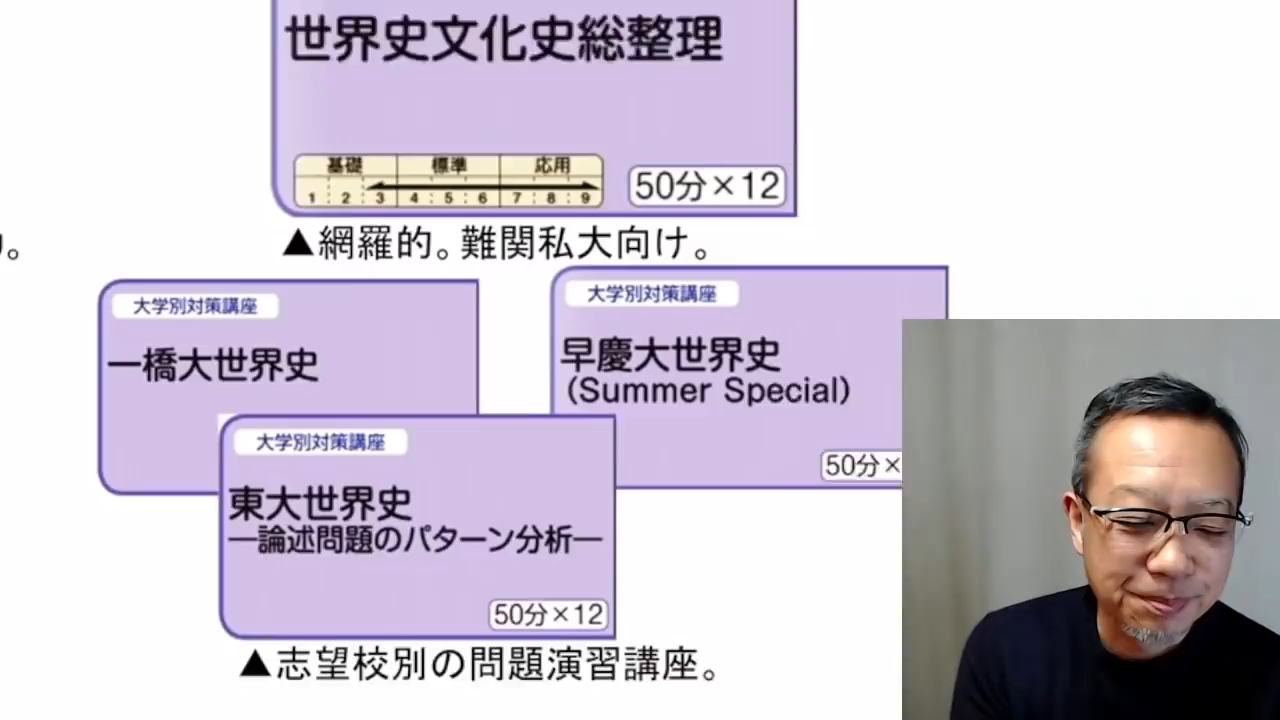 世界史文化史総整理
基礎 標準 応用
1 2 3 4 5 6 7 8 9
50分×12
▲網羅的。難関私大向け。
。
大学別対策講座
一橋大世界史
大学別対策講座
早慶大世界史
(Summer Special)
50分×
大学別対策講座
東大世界史
―論述問題のパターン分析―
50分×12
▲志望校別の問題演習講座。